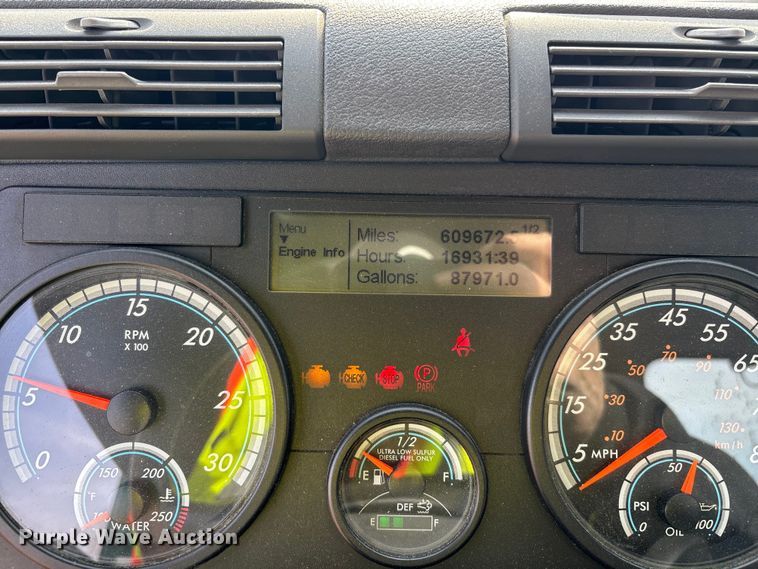 Menu
Engine Info
Miles: 609672. 1/2
Hours: 16931:39
Gallons: 87971.0
RPM
X 100
0
5
10
15
20
25
30
°F
100
150
200
250
WATER
CHECK
STOP
P
PARK
1/2
ULTRA LOW SULFUR
DIESEL FUEL ONLY
E
F
DEF
E
F
5
15
25
35
45
55
65
MPH
10
30
50
70
90
110
130
km/h
PSI
0
50
100
OIL
Purple Wave Auction